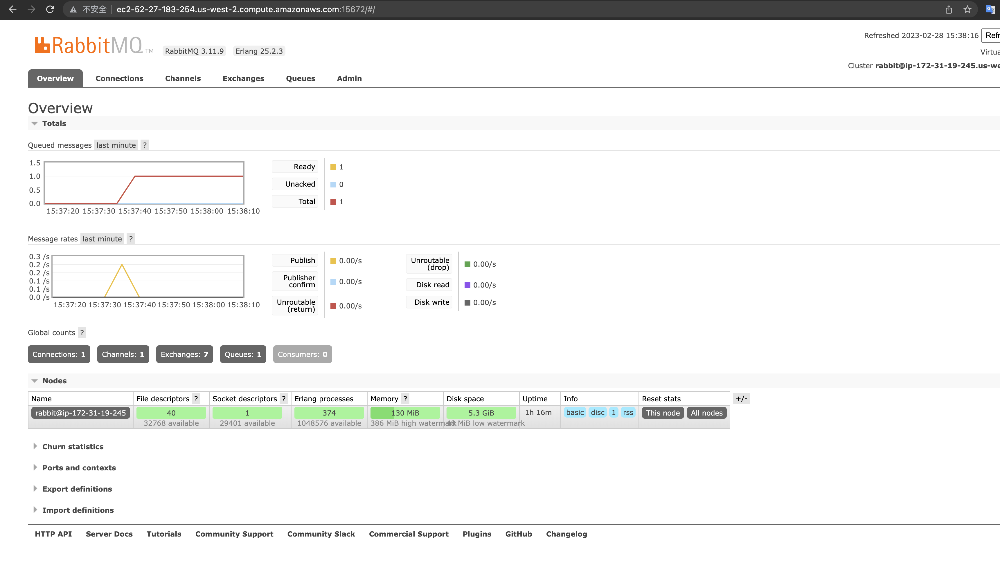 不安全 ec2-52-27-183-254.us-west-2.compute.amazonaws.com:15672/#/
RabbitMQ TM RabbitMQ 3.11.9 Erlang 25.2.3
Refreshed 2023-02-28 15:38:16 Refr
Virtua
Cluster rabbit@ip-172-31-19-245.us-we
Overview Connections Channels Exchanges Queues Admin
Overview
Totals
Queued messages last minute ?
1.5
1.0
0.5
0.0
15:37:20 15:37:30 15:37:40 15:37:50 15:38:00 15:38:10
Ready 1
Unacked 0
Total 1
Message rates last minute ?
0.3 /s
0.2 /s
0.2 /s
0.1 /s
0.1 /s
0.0 /s
15:37:20 15:37:30 15:37:40 15:37:50 15:38:00 15:38:10
Publish 0.00/s
Publisher confirm 0.00/s
Unroutable (return) 0.00/s
Unroutable (drop) 0.00/s
Disk read 0.00/s
Disk write 0.00/s
Global counts ?
Connections: 1 Channels: 1 Exchanges: 7 Queues: 1 Consumers: 0
Nodes
Name File descriptors ? Socket descriptors ? Erlang processes Memory ? Disk space Uptime Info Reset stats +/-
rabbit@ip-172-31-19-245 40 1 374 130 MiB 5.3 GiB 1h 16m basic disc 1 rss This node All nodes
32768 available 29401 available 1048576 available 386 MiB high watermark 48 MiB low watermark
Churn statistics
Ports and contexts
Export definitions
Import definitions
HTTP API Server Docs Tutorials Community Support Community Slack Commercial Support Plugins GitHub Changelog